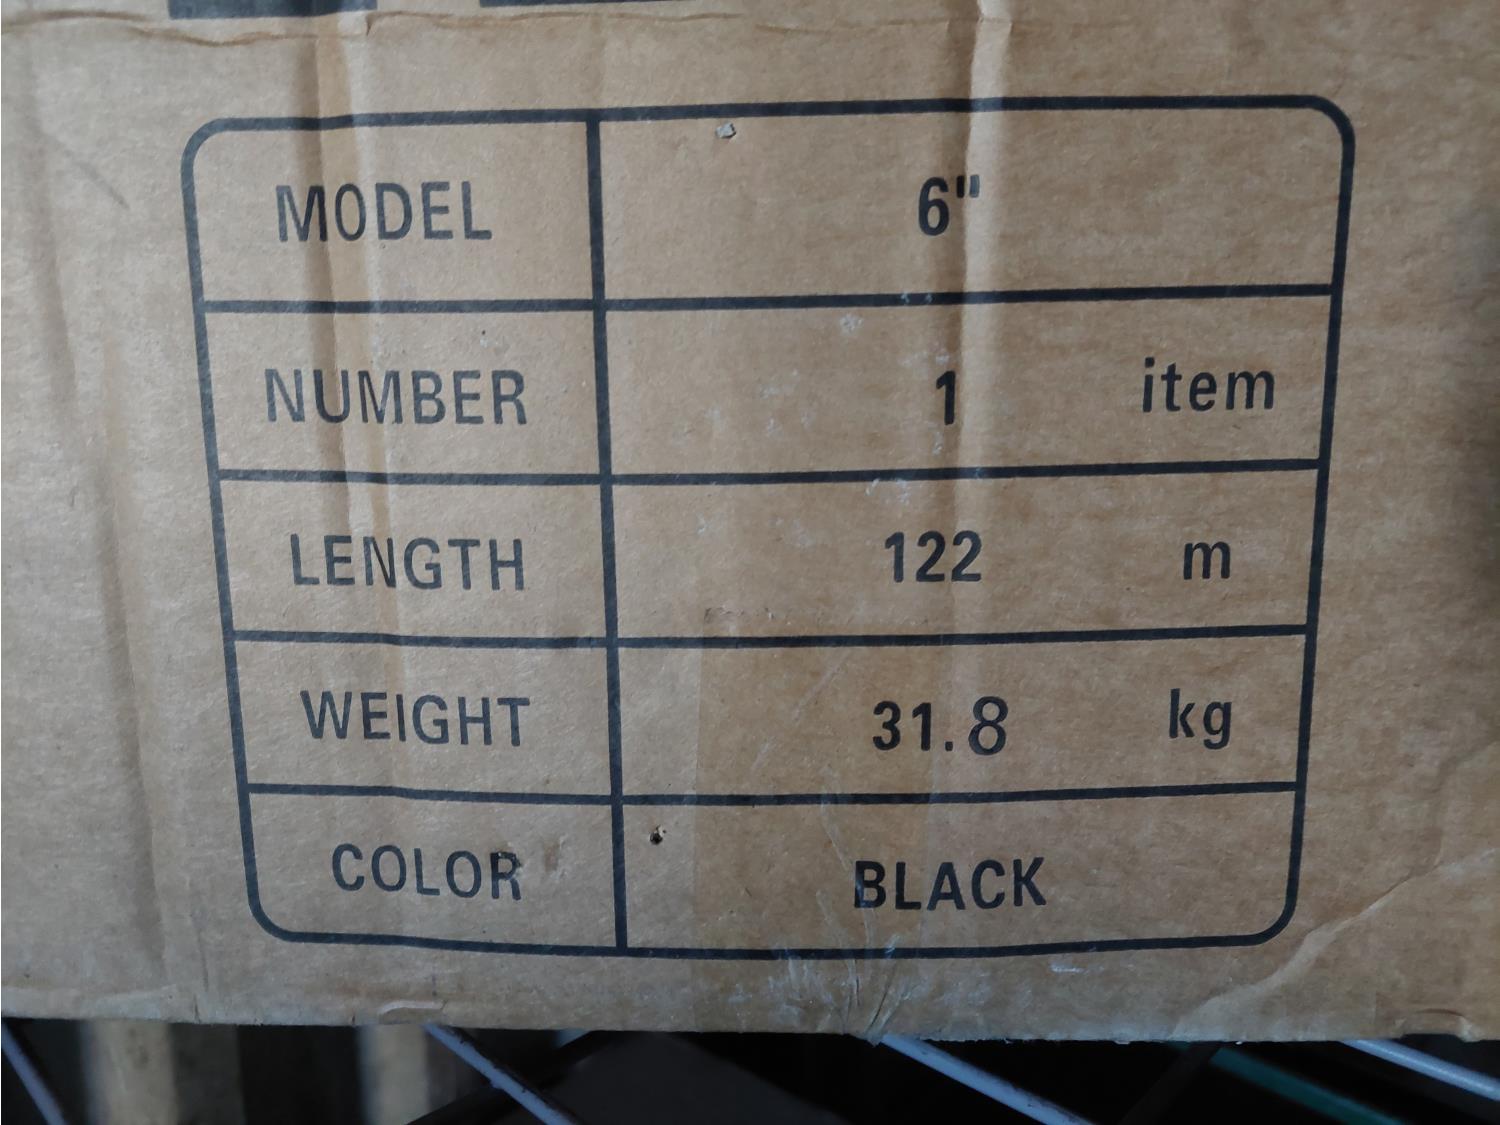 MODEL 6"
NUMBER 1 item
LENGTH 122 m
WEIGHT 31.8 kg
COLOR BLACK